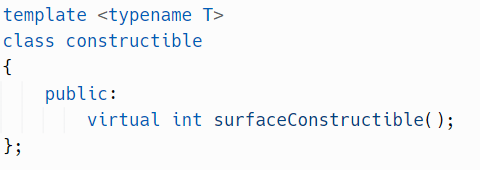 template <typename T>
class constructible
{
    public:
        virtual int surfaceConstructible();
};